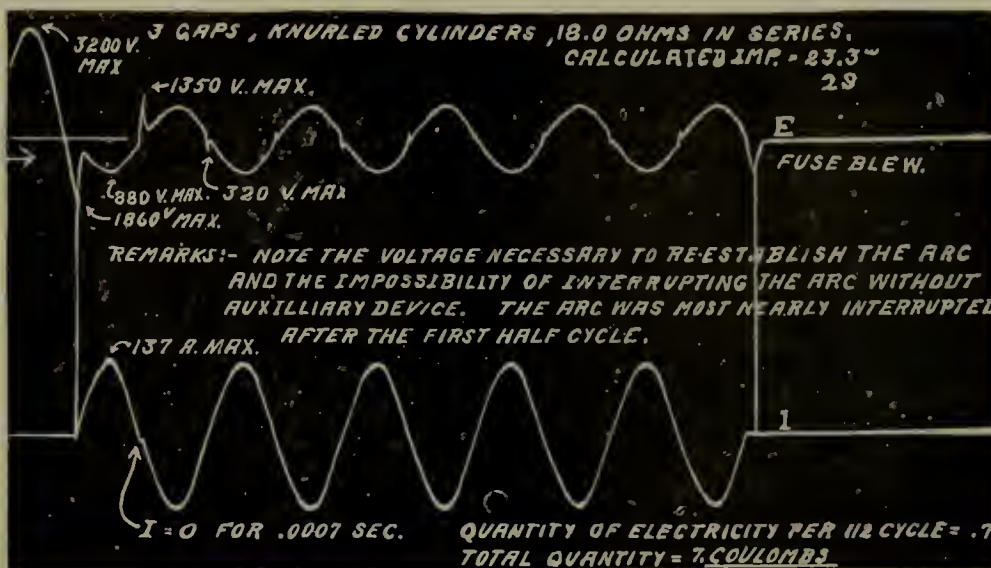 3200 V. 3 GAPS, KNURLED CYLINDERS, 18.0 OHMS IN SERIES.
MAX
CALCULATED IMP. = 23.3
29
←1350 V. MAX.
E
FUSE BLEW.
880 V. MAX. 320 V. MAX
1860 V MAX.
REMARKS:- NOTE THE VOLTAGE NECESSARY TO RE-ESTABLISH THE ARC
AND THE IMPOSSIBILITY OF INTERRUPTING THE ARC WITHOUT
AUXILLIARY DEVICE. THE ARC WAS MOST NEARLY INTERRUPTED
AFTER THE FIRST HALF CYCLE.
137 A. MAX.
I
I = 0 FOR .0007 SEC.
QUANTITY OF ELECTRICITY PER 1/2 CYCLE = .7
TOTAL QUANTITY = 7. COULOMBS